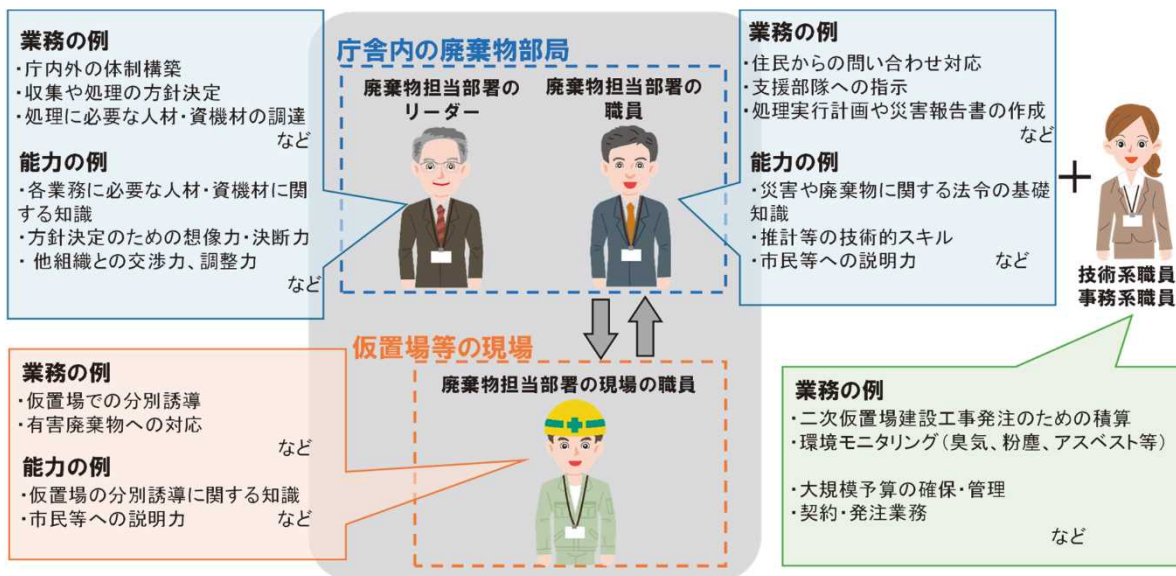 業務の例
・庁内外の体制構築
・収集や処理の方針決定
・処理に必要な人材・資機材の調達
など
能力の例
・各業務に必要な人材・資機材に関
する知識
・方針決定のための想像力・決断力
・他組織との交渉力、調整力
など
庁舎内の廃棄物部局
廃棄物担当部署の
リーダー
廃棄物担当部署の
職員
業務の例
・住民からの問い合わせ対応
・支援部隊への指示
・処理実行計画や災害報告書の作成
など
能力の例
・災害や廃棄物に関する法令の基礎
知識
・推計等の技術的スキル
・市民等への説明力 など
+
技術系職員
事務系職員
仮置場等の現場
廃棄物担当部署の現場の職員
業務の例
・仮置場での分別誘導
・有害廃棄物への対応
など
能力の例
・仮置場の分別誘導に関する知識
・市民等への説明力 など
業務の例
・二次仮置場建設工事発注のための積算
・環境モニタリング(臭気、粉塵、アスベスト等)
・大規模予算の確保・管理
・契約・発注業務
など